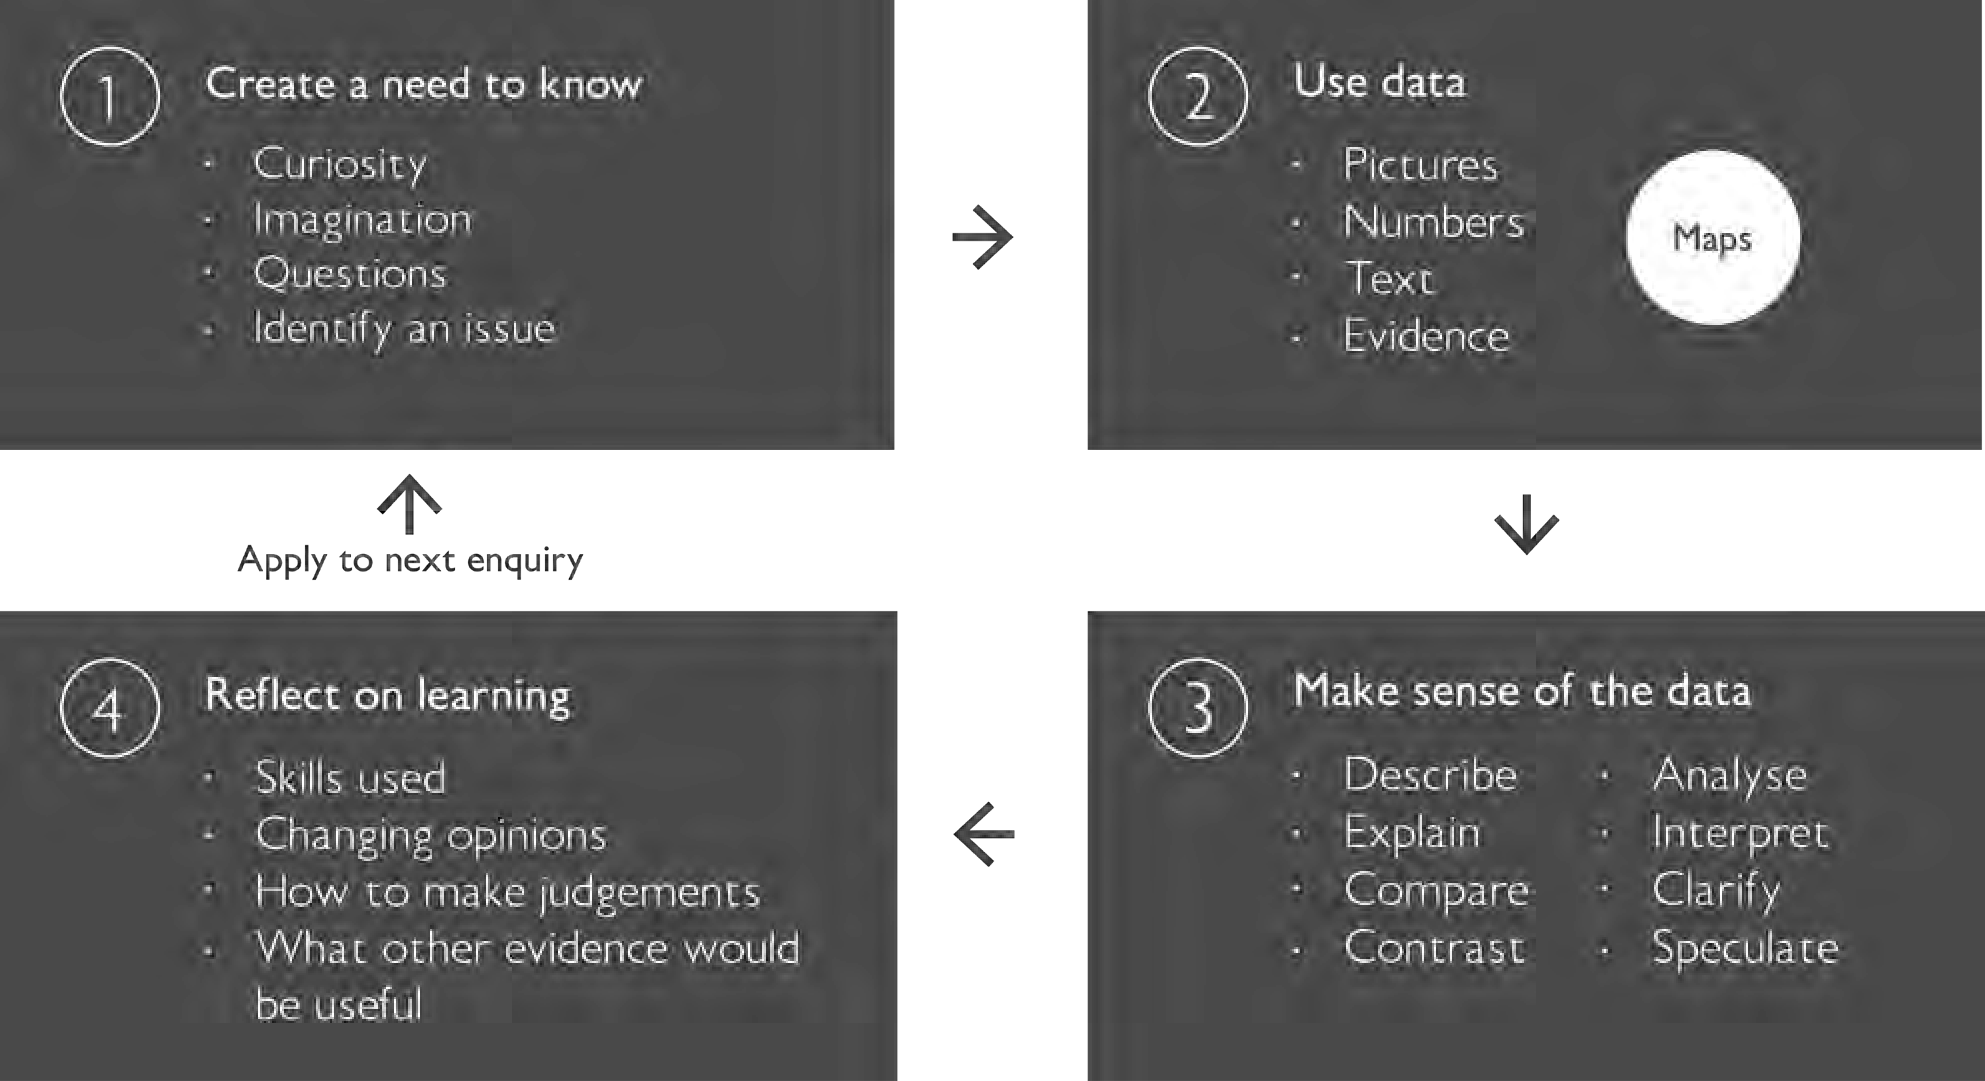 1 Create a need to know
· Curiosity
· Imagination
· Questions
· Identify an issue
2 Use data
· Pictures
· Numbers
· Text
· Evidence
Maps
3 Make sense of the data
· Describe
· Explain
· Compare
· Contrast
· Analyse
· Interpret
· Clarify
· Speculate
4 Reflect on learning
· Skills used
· Changing opinions
· How to make judgements
· What other evidence would
be useful
Apply to next enquiry